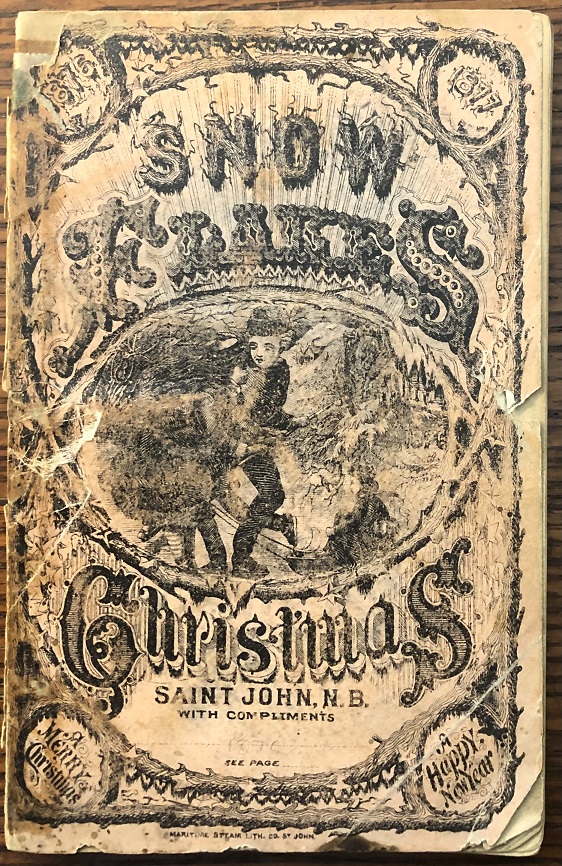 1876
1877
SNOW
FLAKES
Christmas
SAINT JOHN, N.B.
WITH COMPLIMENTS
1876
SEE PAGE
A
MERRY
Christmas
A
Happy
New Year
MARITIME STEAM LITH. CO. ST JOHN.